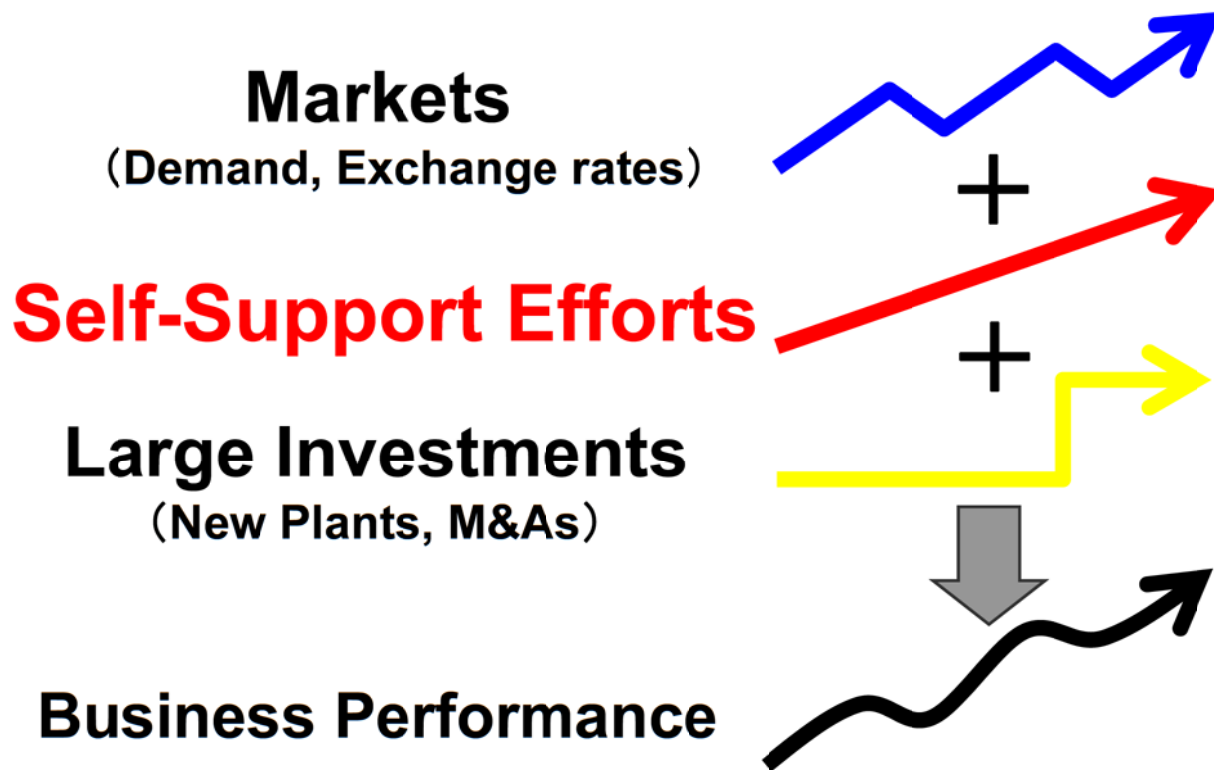 Markets
（Demand, Exchange rates）
+
Self-Support Efforts
+
Large Investments
（New Plants, M&As）
Business Performance